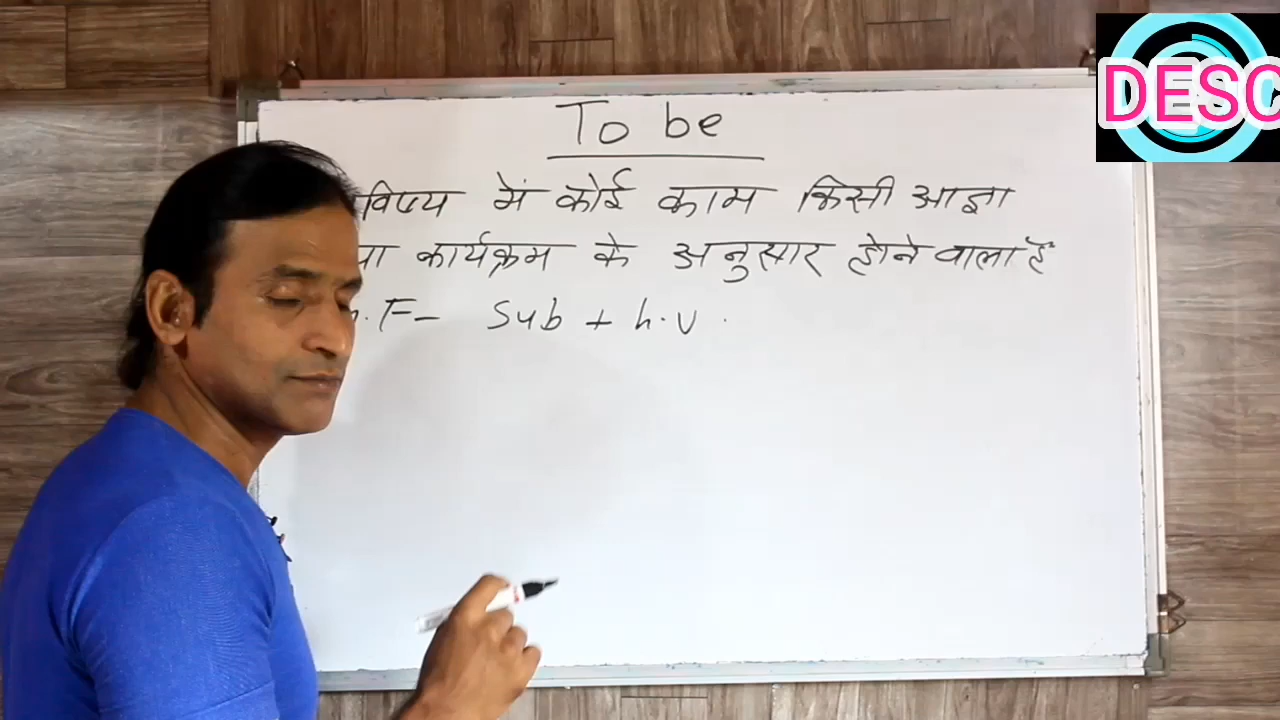 To be
विष्य में कोई काम किसी आज्ञा
या कार्यक्रम के अनुसार होने वाला है
.F- Sub + h.v.
DESC